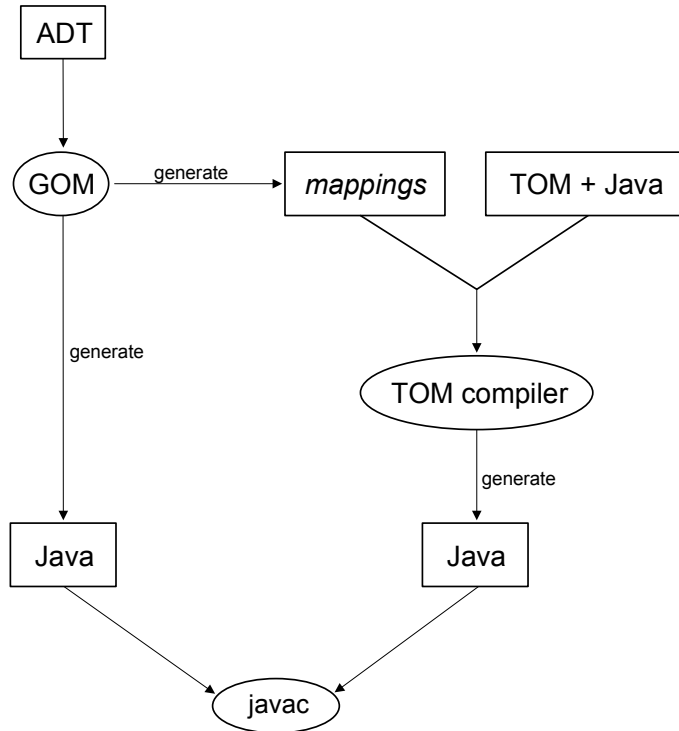 ADT
GOM
generate
mappings
TOM + Java
generate
TOM compiler
generate
Java
Java
javac